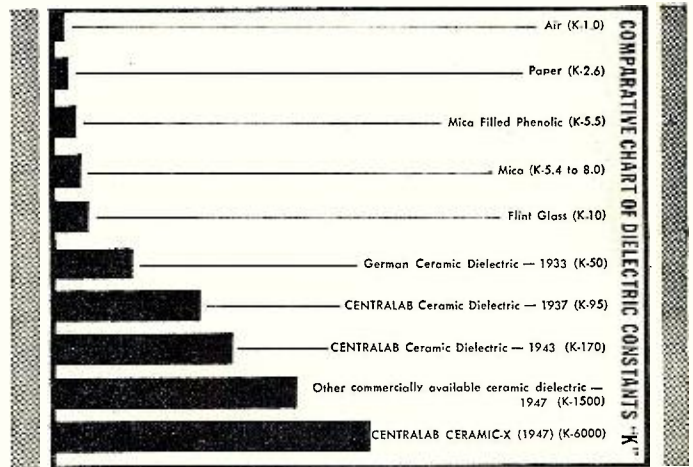 COMPARATIVE CHART OF DIELECTRIC CONSTANTS "K"
Air (K-1.0)
Paper (K-2.6)
Mica Filled Phenolic (K-5.5)
Mica (K-5.4 to 8.0)
Flint Glass (K-10)
German Ceramic Dielectric — 1933 (K-50)
CENTRALAB Ceramic Dielectric — 1937 (K-95)
CENTRALAB Ceramic Dielectric — 1943 (K-170)
Other commercially available ceramic dielectric —
1947 (K-1500)
CENTRALAB CERAMIC-X (1947) (K-6000)